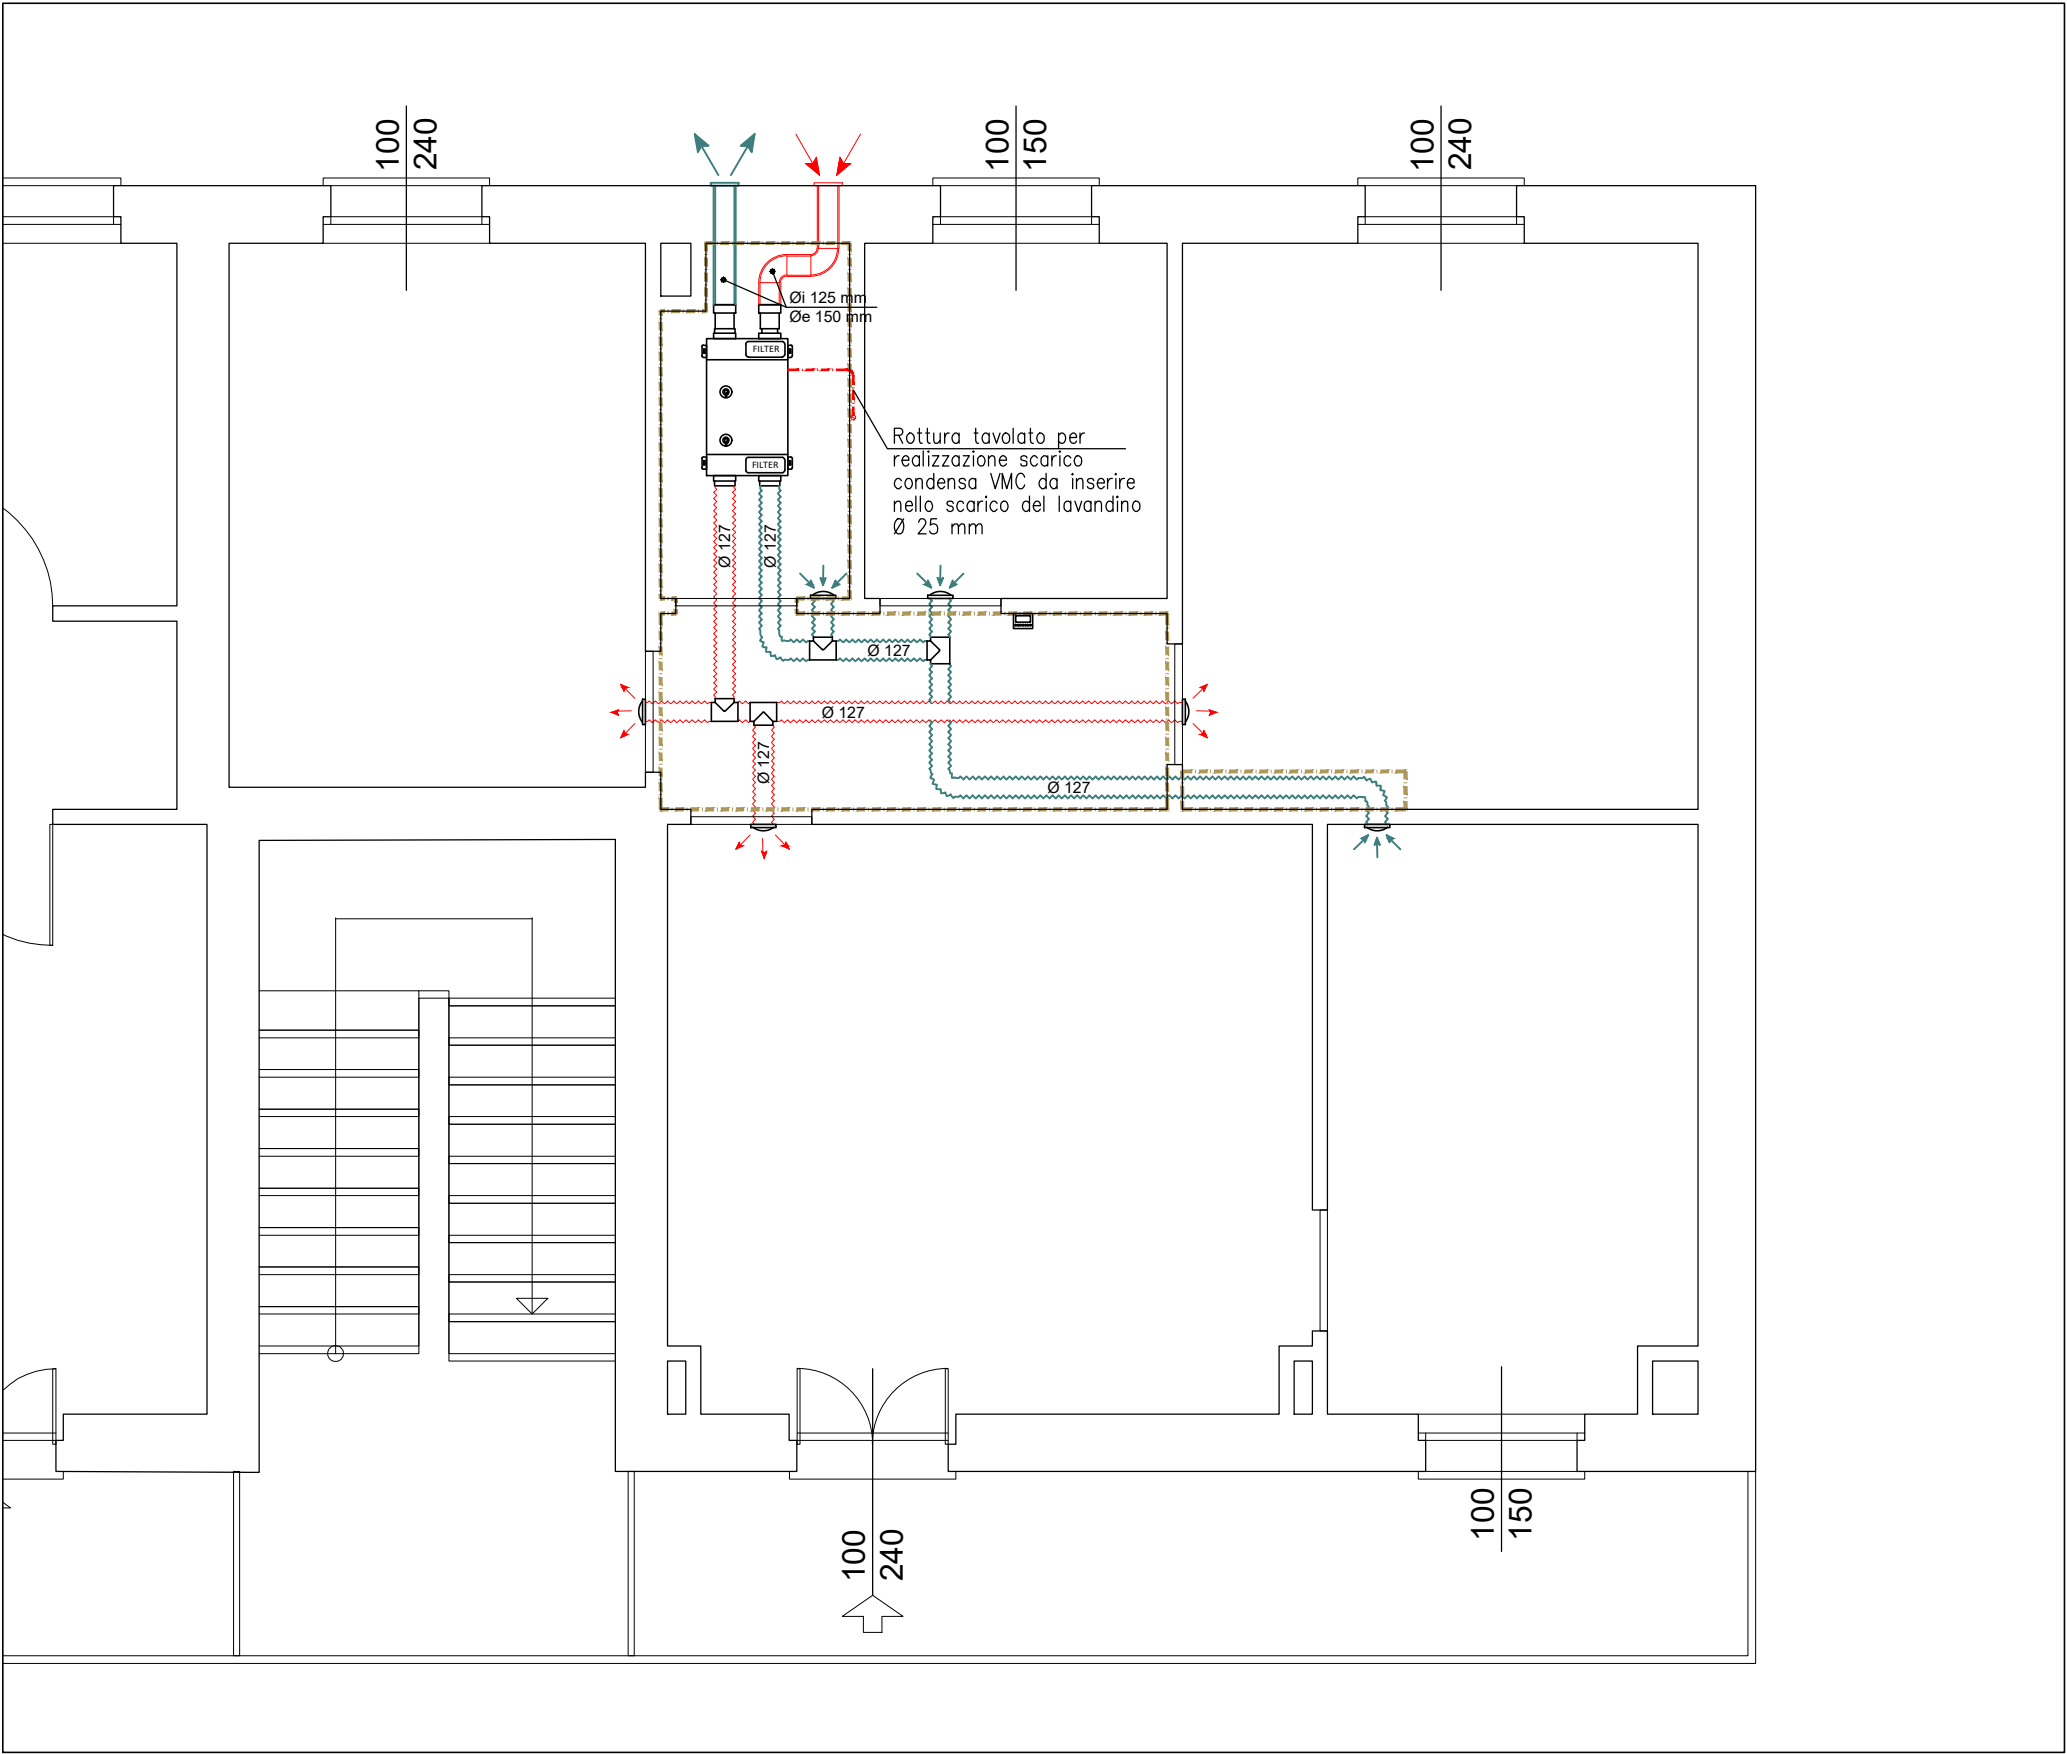 100
240
100
150
100
240
Øi 125 mm
Øe 150 mm
FILTER
FILTER
Rottura tavolato per
realizzazione scarico
condensa VMC da inserire
nello scarico del lavandino
Ø 25 mm
Ø 127
Ø 127
Ø 127
Ø 127
Ø 127
Ø 127
100
240
100
150